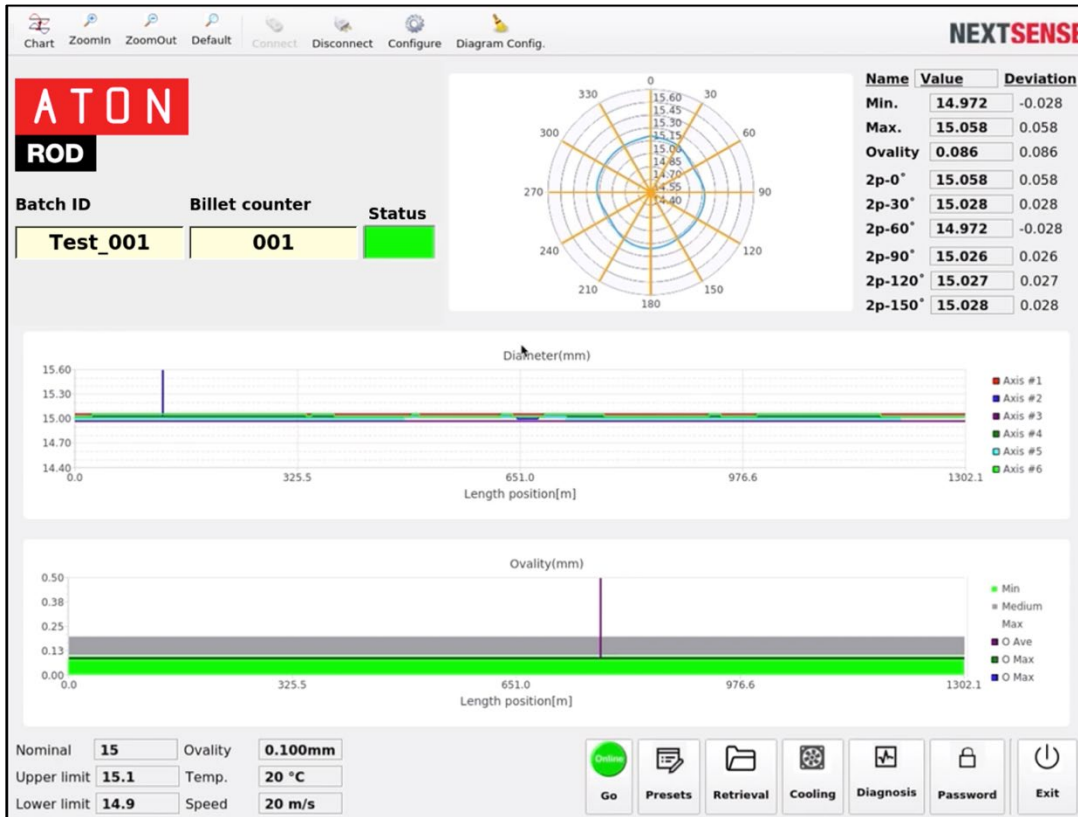 Chart ZoomIn ZoomOut Default Connect Disconnect Configure Diagram Config.
NEXTSENSE
ATON
ROD
Batch ID Billet counter Status
Test_001 001
0
30
60
90
120
150
180
210
240
270
300
330
15.60
15.45
15.30
15.15
15.00
14.85
14.70
14.55
14.40
Name Value Deviation
Min. 14.972 -0.028
Max. 15.058 0.058
Ovality 0.086 0.086
2p-0° 15.058 0.058
2p-30° 15.028 0.028
2p-60° 14.972 -0.028
2p-90° 15.026 0.026
2p-120° 15.027 0.027
2p-150° 15.028 0.028
Diameter(mm)
15.60
15.30
15.00
14.70
14.40
0.0 325.5 651.0 976.6 1302.1
Length position[m]
Axis #1
Axis #2
Axis #3
Axis #4
Axis #5
Axis #6
Ovality(mm)
0.50
0.38
0.25
0.13
0.00
0.0 325.5 651.0 976.6 1302.1
Length position[m]
Min
Medium
Max
O Ave
O Max
O Max
Nominal 15 Ovality 0.100mm
Upper limit 15.1 Temp. 20 °C
Lower limit 14.9 Speed 20 m/s
Online
Go Presets Retrieval Cooling Diagnosis Password Exit